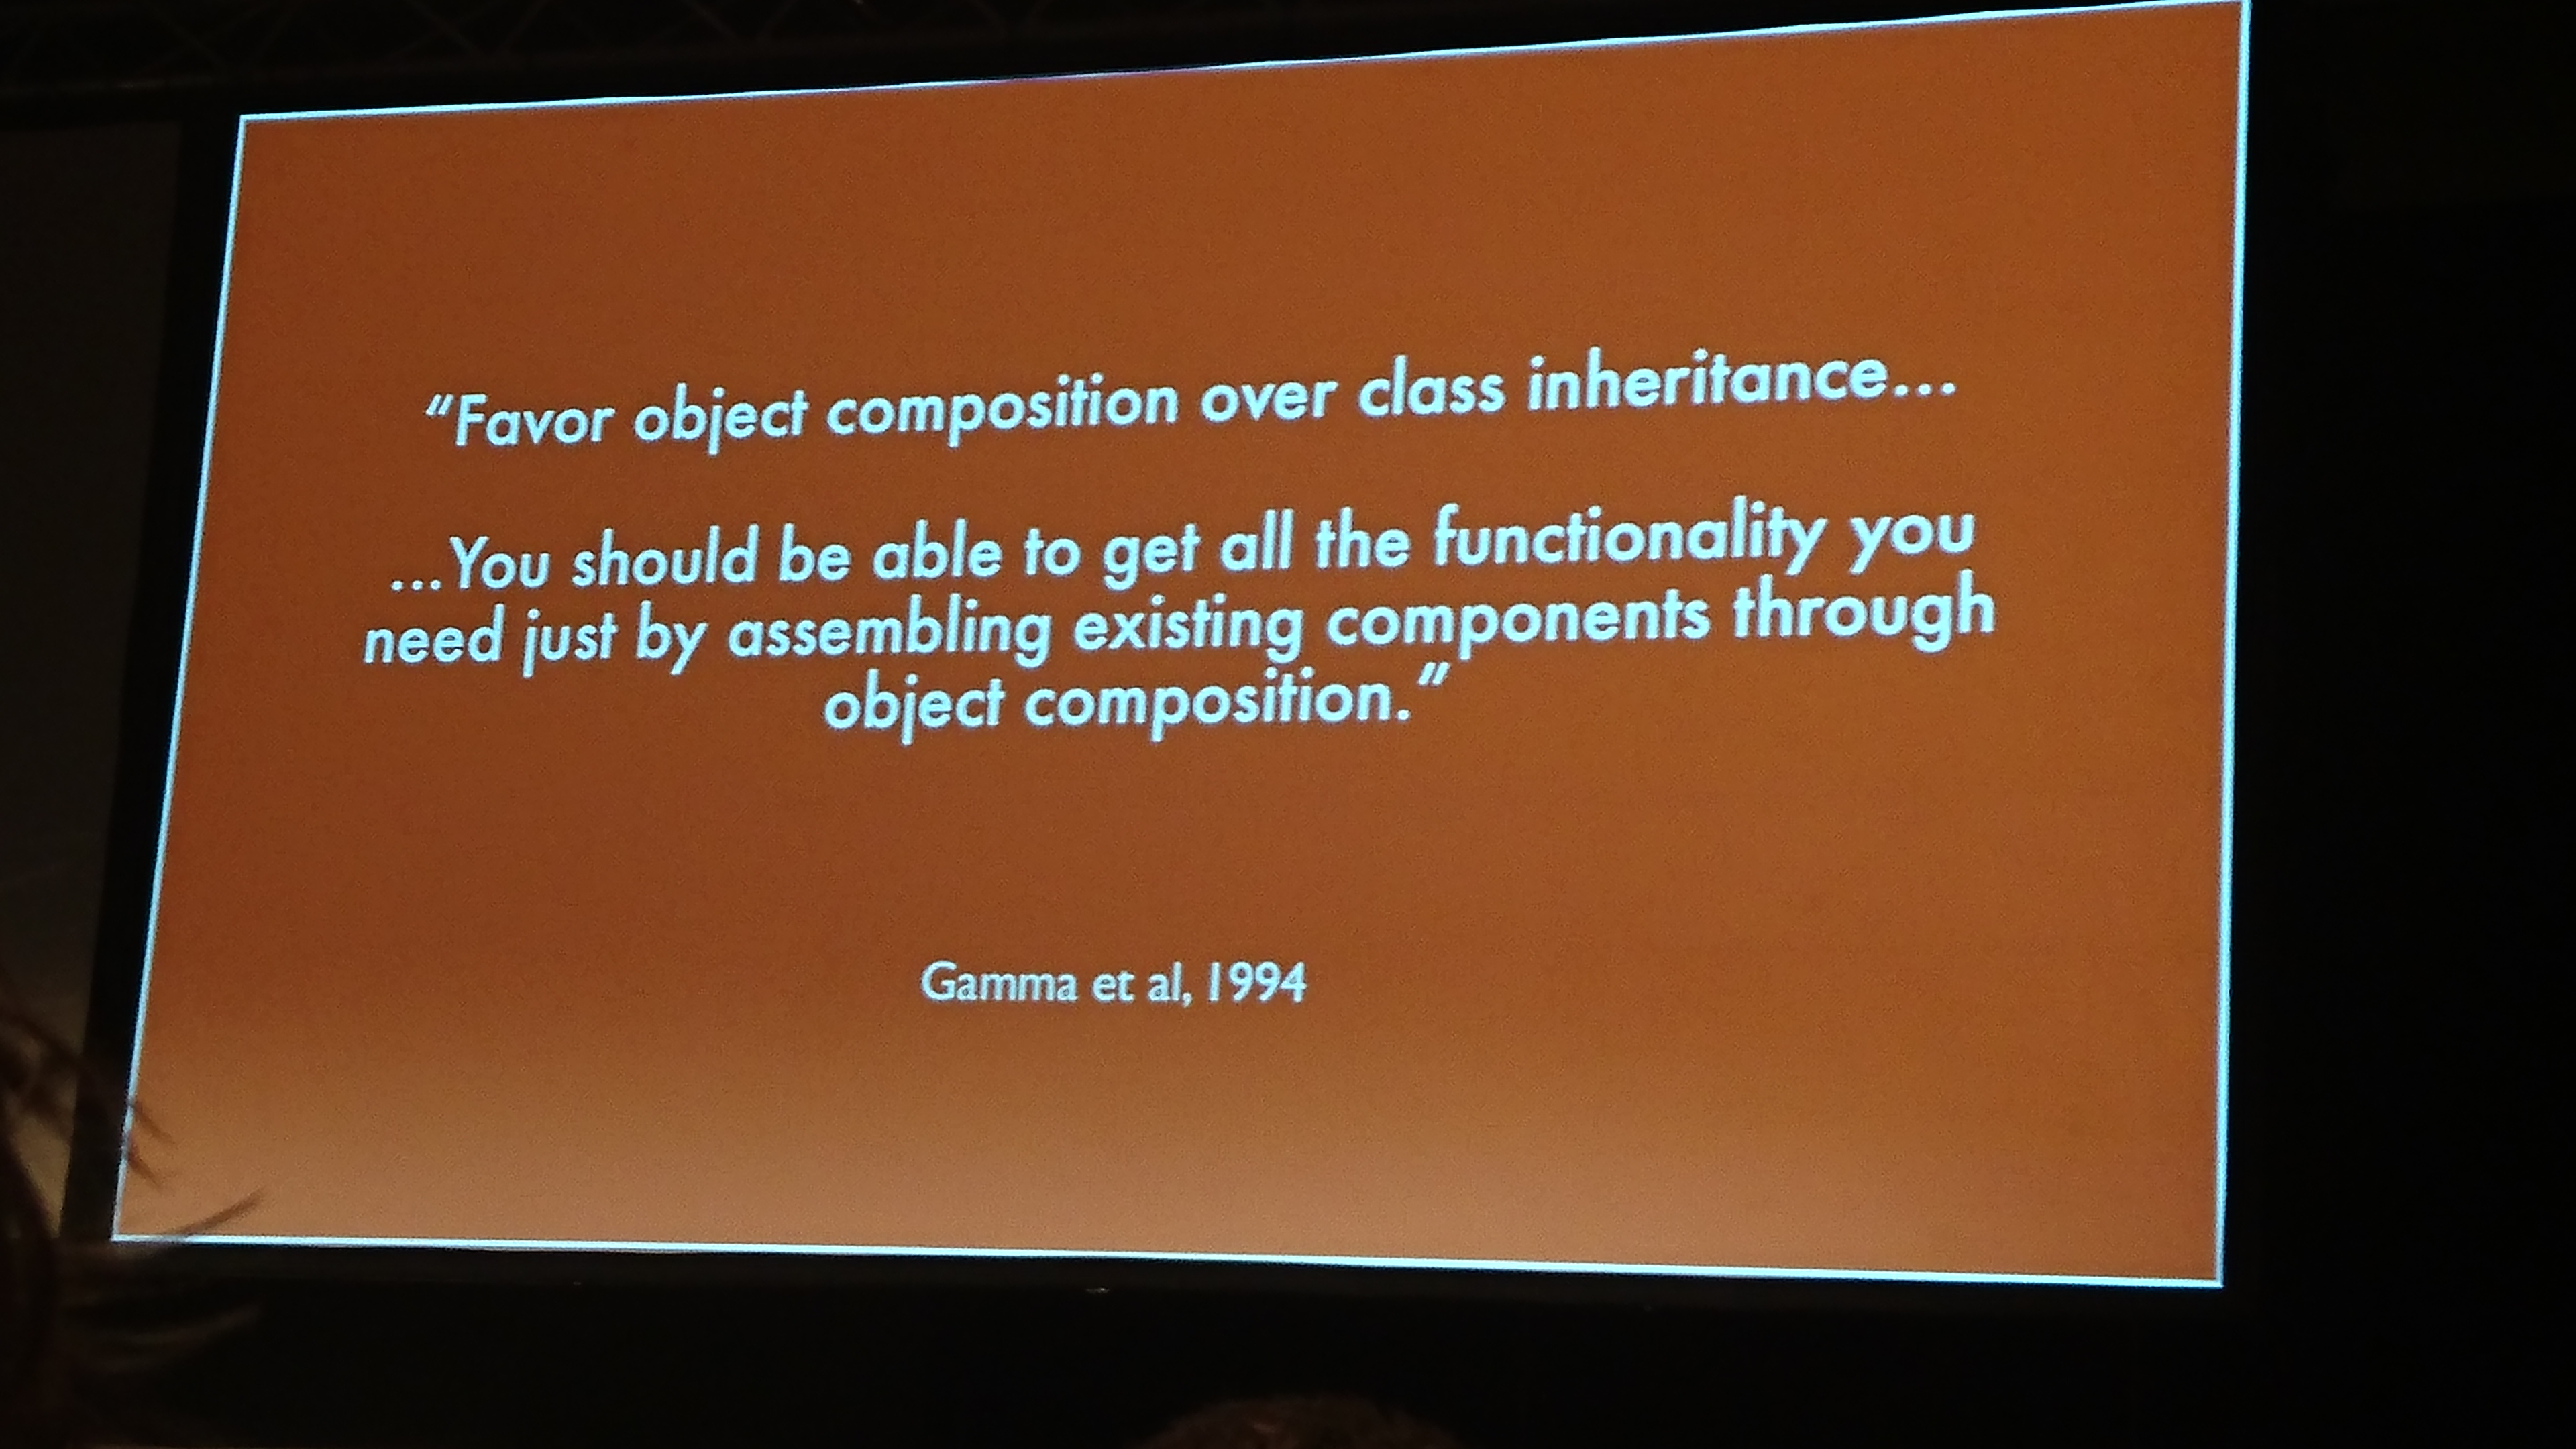 “Favor object composition over class inheritance...
...You should be able to get all the functionality you
need just by assembling existing components through
object composition.”
Gamma et al, 1994